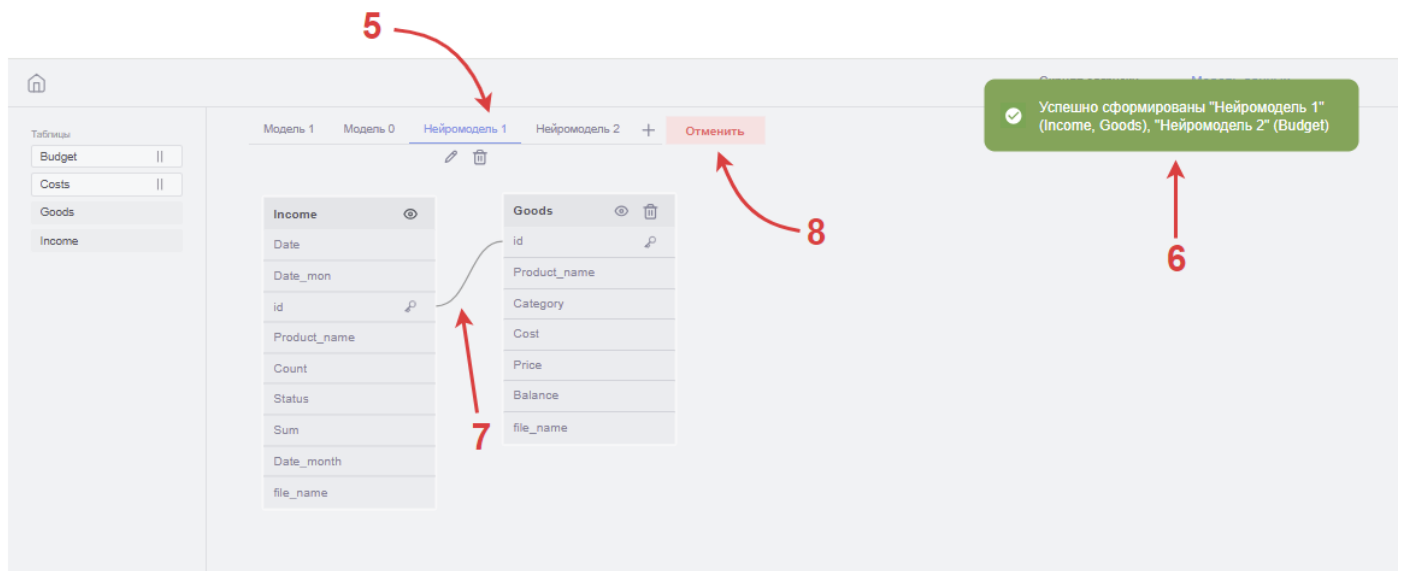 5
Успешно сформированы "Нейромодель 1"
(Income, Goods), "Нейромодель 2" (Budget)
Таблицы
Budget
Costs
Goods
Income
Модель 1 Модель 0 Нейромодель 1 Нейромодель 2 + Отменить
Income
Date
Date_mon
id
Product_name
Count
Status
Sum
Date_month
file_name
Goods
id
Product_name
Category
Cost
Price
Balance
file_name
8
6
7